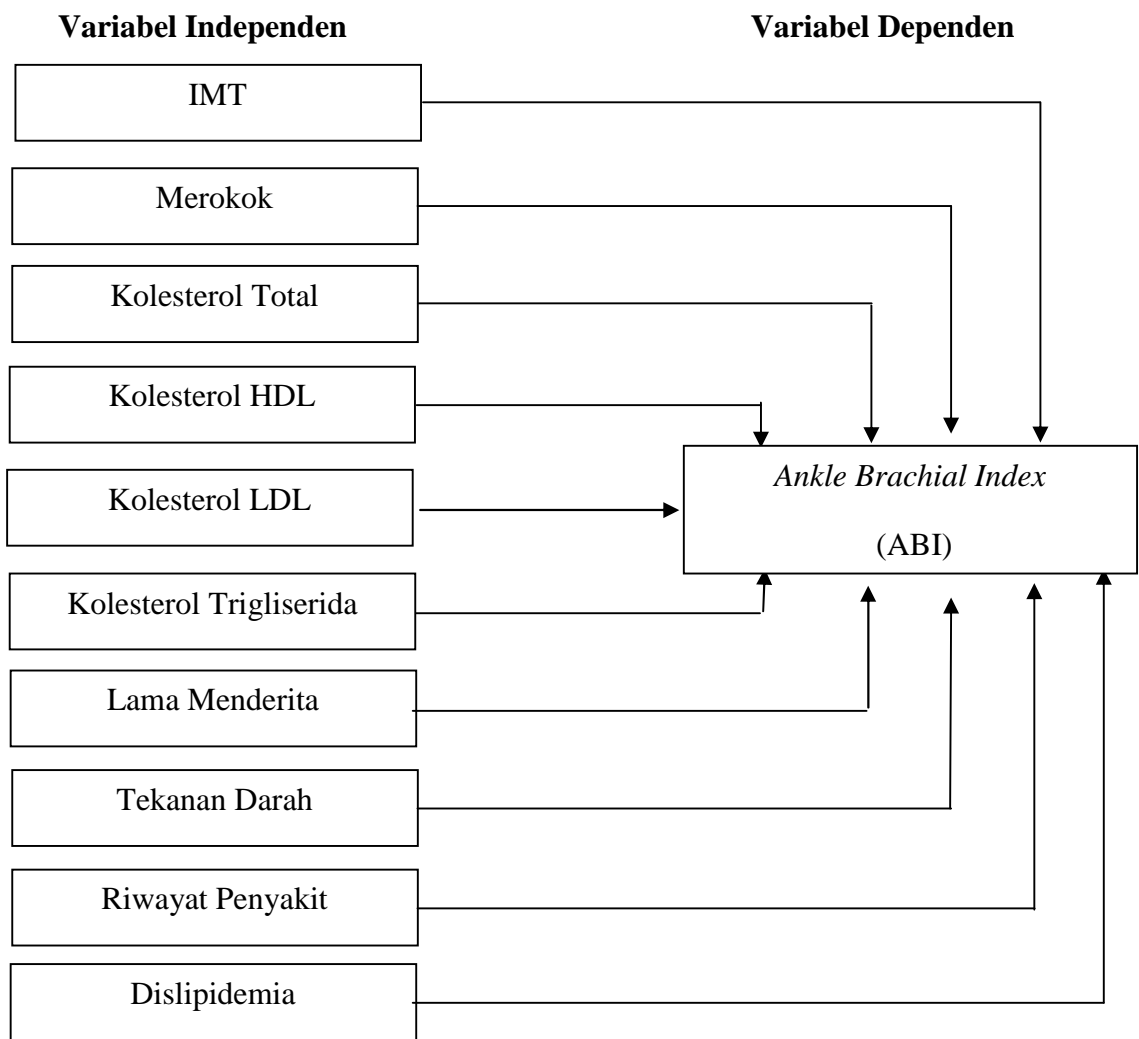 Variabel Independen
Variabel Dependen
IMT
Merokok
Kolesterol Total
Kolesterol HDL
Kolesterol LDL
Kolesterol Trigliserida
Lama Menderita
Tekanan Darah
Riwayat Penyakit
Dislipidemia
Ankle Brachial Index
(ABI)